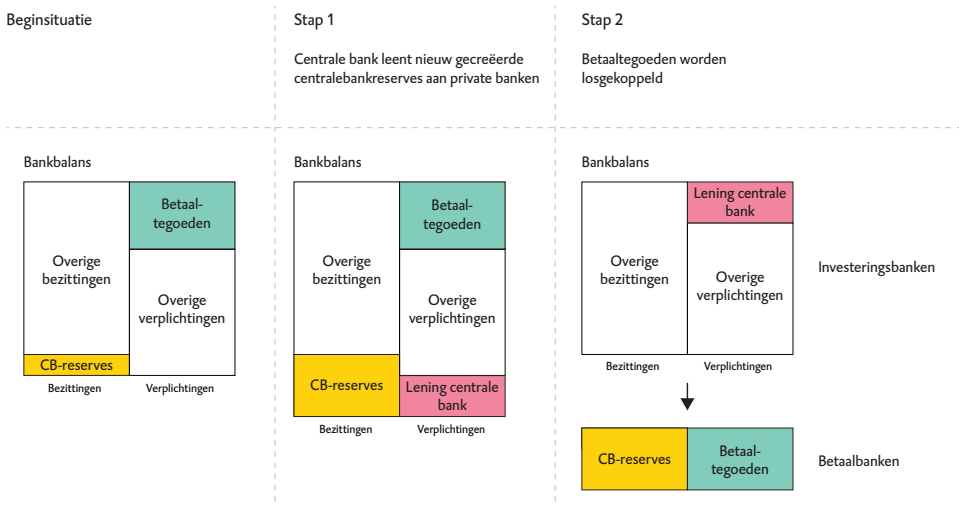 Beginsituatie
Stap 1
Centrale bank leent nieuw gecreëerde
centralebankreserves aan private banken
Stap 2
Betaaltegoeden worden
losgekoppeld
Bankbalans
Betaal-
tegoeden
Overige
bezittingen
Overige
verplichtingen
CB-reserves
Bezittingen
Verplichtingen
Bankbalans
Betaal-
tegoeden
Overige
bezittingen
Overige
verplichtingen
CB-reserves
Lening centrale
bank
Bezittingen
Verplichtingen
Bankbalans
Lening centrale
bank
Overige
bezittingen
Overige
verplichtingen
Investeringsbanken
Bezittingen
Verplichtingen
CB-reserves
Betaal-
tegoeden
Betaalbanken